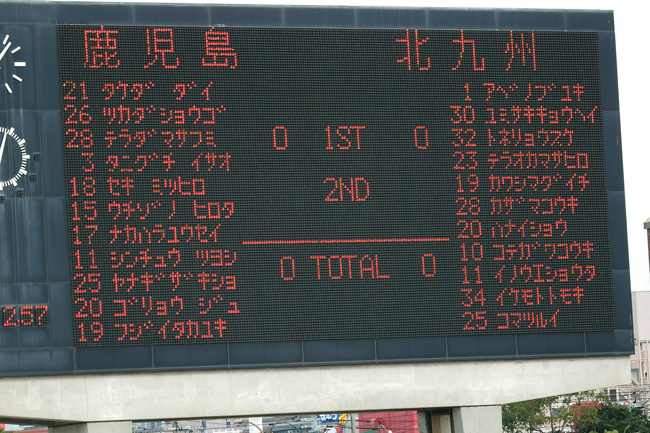 鹿児島 北九州
21 タケダ ダイ
26 ツカダショウゴ
28 テラダマサフミ
3 タニグチ イサオ
18 セキ ミツヒロ
15 ウチゾノ ヒロタ
17 ナカハラユウセイ
11 シンチュウ ツヨシ
25 ヤナギザキショ
20 ゴリョウ ジュ
19 フジイタカユキ
0 1ST 0
2ND
0 TOTAL 0
1 アベノブユキ
30 ユミサキキョウヘイ
32 トネリョウスケ
23 テラオカマサヒロ
19 カワシマダイチ
28 カザマコウキ
20 ハナイショウ
10 コテガワコウキ
11 イノウエショウタ
34 イケモトトモキ
25 コマツルイ
257